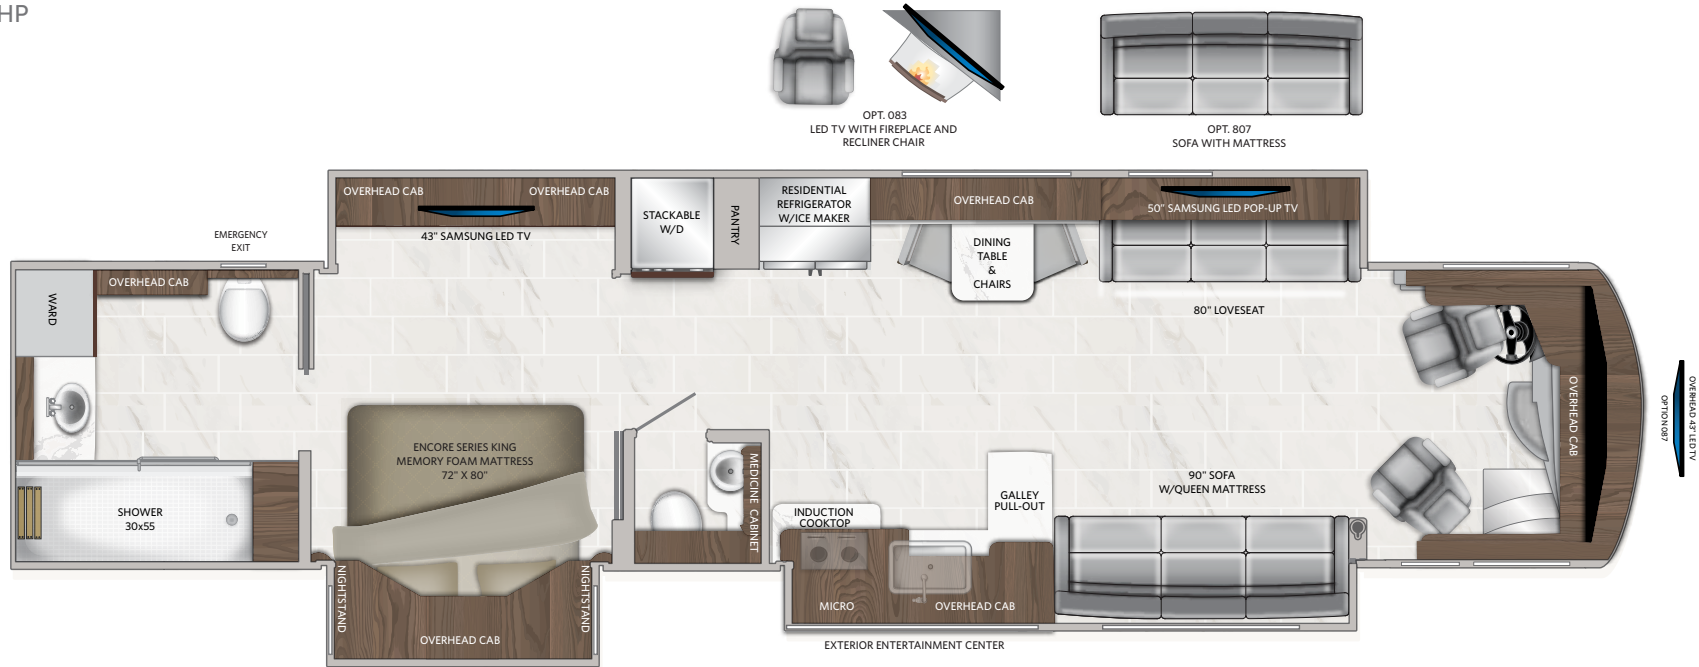 HP
OPT. 083
LED TV WITH FIREPLACE AND
RECLINER CHAIR
OPT. 807
SOFA WITH MATTRESS
OVERHEAD CAB
OVERHEAD CAB
43" SAMSUNG LED TV
STACKABLE
W/D
PANTRY
RESIDENTIAL
REFRIGERATOR
W/ICE MAKER
OVERHEAD CAB
50" SAMSUNG LED POP-UP TV
DINING
TABLE
&
CHAIRS
80" LOVESEAT
EMERGENCY
EXIT
OVERHEAD CAB
WARD
SHOWER
30x55
ENCORE SERIES KING
MEMORY FOAM MATTRESS
72" X 80"
NIGHTSTAND
NIGHTSTAND
OVERHEAD CAB
MEDICINE CABINET
INDUCTION
COOKTOP
GALLEY
PULL-OUT
MICRO
OVERHEAD CAB
90" SOFA
W/QUEEN MATTRESS
EXTERIOR ENTERTAINMENT CENTER
OVERHEAD CAB
OVERHEAD 43" LED TV
OPTION 087